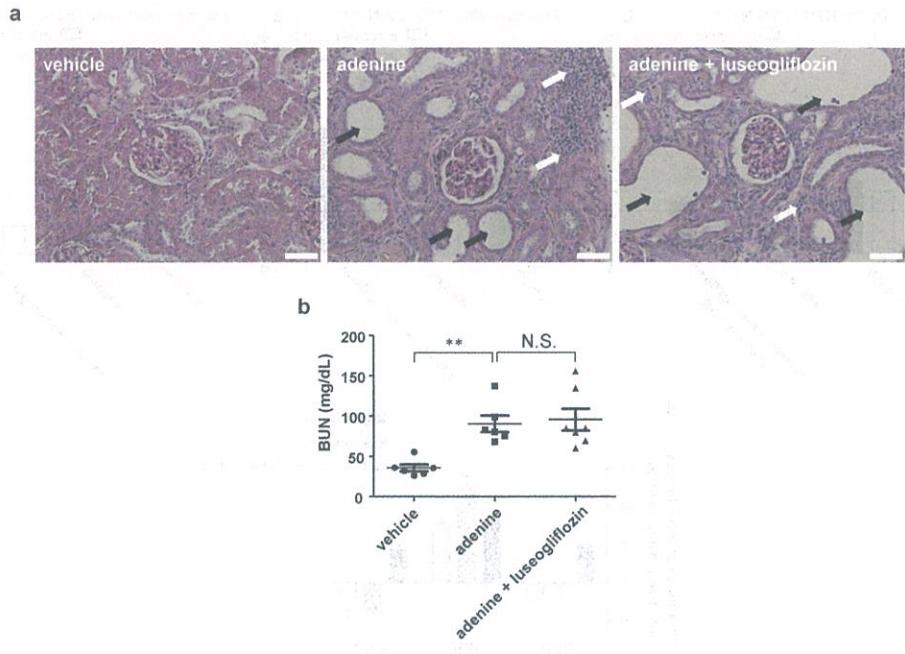 a
vehicle
adenine
adenine + luseogliflozin
b
BUN (mg/dL)
200
150
100
50
0
**
N.S.
vehicle
adenine
adenine + luseogliflozin